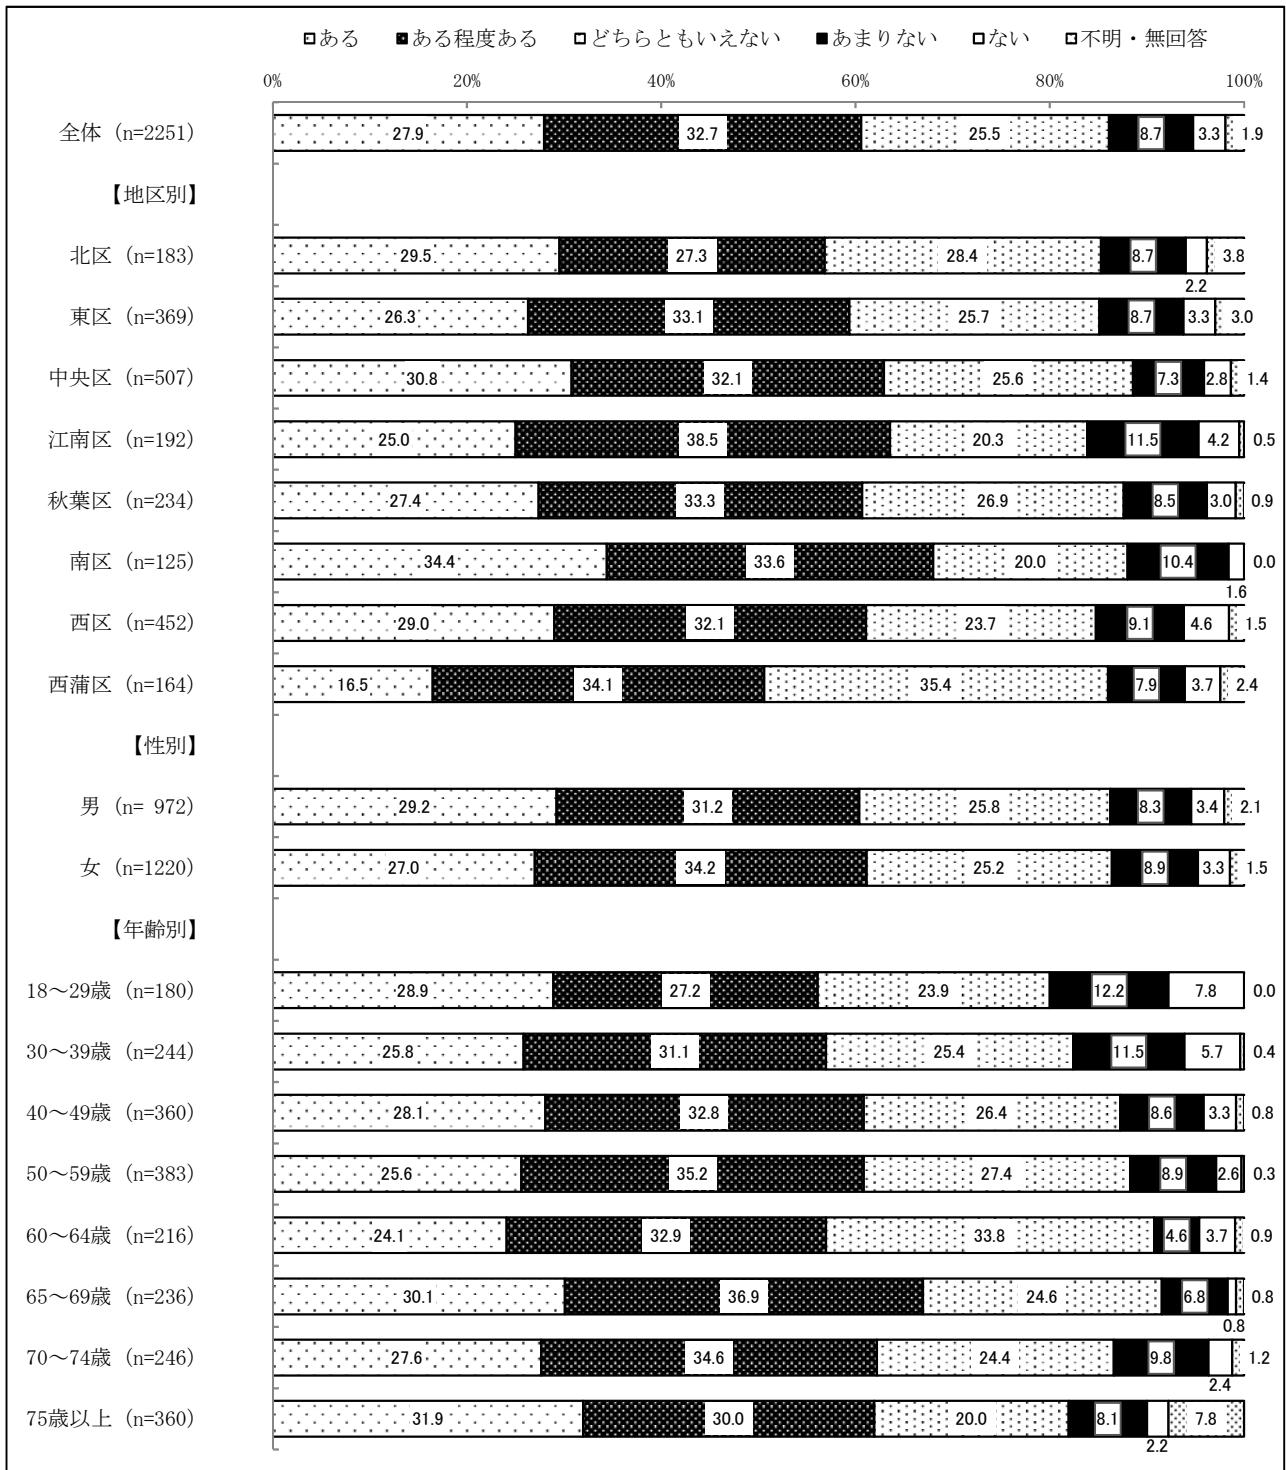 ある ある程度ある どちらともいえない あまりない ない 不明・無回答
0% 20% 40% 60% 80% 100%
全体 (n=2251) 27.9 32.7 25.5 8.7 3.3 1.9
【地区別】
北区 (n=183) 29.5 27.3 28.4 8.7 2.2 3.8
東区 (n=369) 26.3 33.1 25.7 8.7 3.3 3.0
中央区 (n=507) 30.8 32.1 25.6 7.3 2.8 1.4
江南区 (n=192) 25.0 38.5 20.3 11.5 4.2 0.5
秋葉区 (n=234) 27.4 33.3 26.9 8.5 3.0 0.9
南区 (n=125) 34.4 33.6 20.0 10.4 1.6 0.0
西区 (n=452) 29.0 32.1 23.7 9.1 4.6 1.5
西蒲区 (n=164) 16.5 34.1 35.4 7.9 3.7 2.4
【性別】
男 (n= 972) 29.2 31.2 25.8 8.3 3.4 2.1
女 (n=1220) 27.0 34.2 25.2 8.9 3.3 1.5
【年齢別】
18～29歳 (n=180) 28.9 27.2 23.9 12.2 7.8 0.0
30～39歳 (n=244) 25.8 31.1 25.4 11.5 5.7 0.4
40～49歳 (n=360) 28.1 32.8 26.4 8.6 3.3 0.8
50～59歳 (n=383) 25.6 35.2 27.4 8.9 2.6 0.3
60～64歳 (n=216) 24.1 32.9 33.8 4.6 3.7 0.9
65～69歳 (n=236) 30.1 36.9 24.6 6.8 0.8 0.8
70～74歳 (n=246) 27.6 34.6 24.4 9.8 2.4 1.2
75歳以上 (n=360) 31.9 30.0 20.0 8.1 2.2 7.8